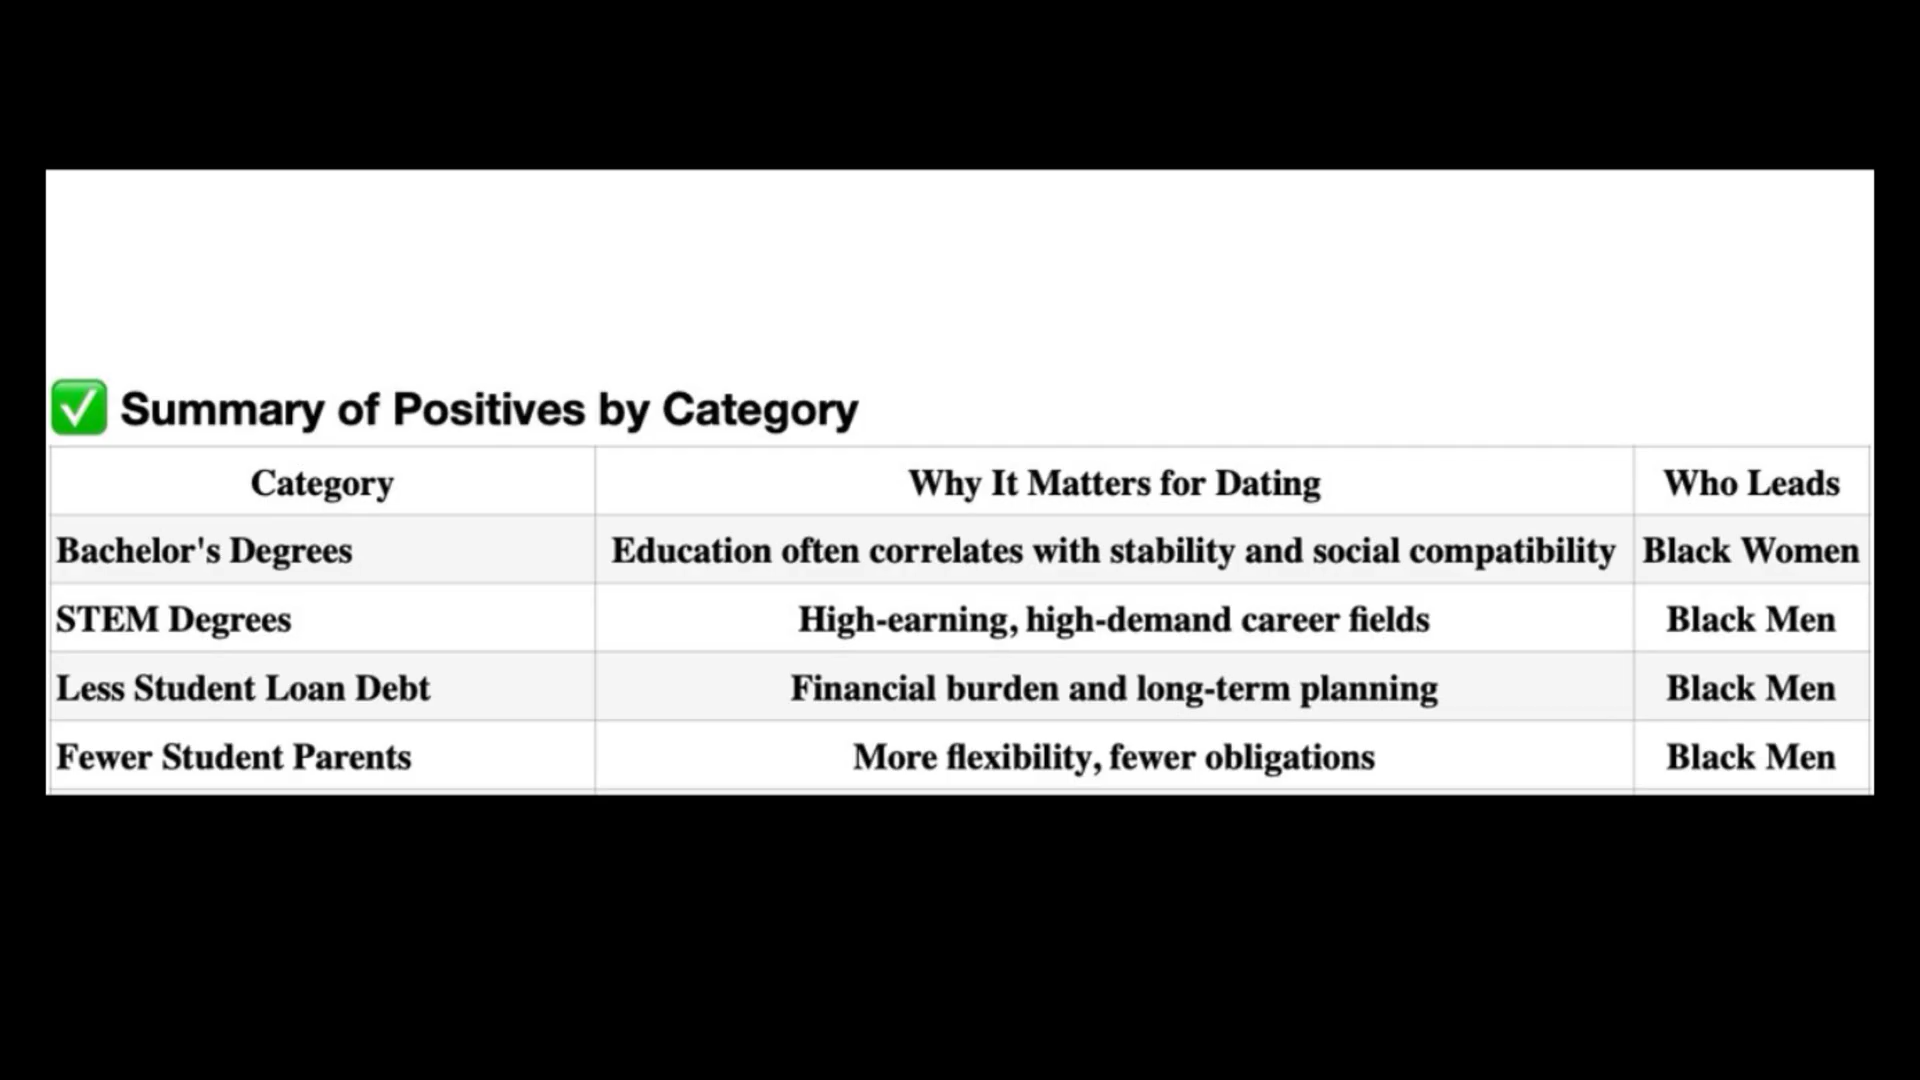 ✅ Summary of Positives by Category
Category Why It Matters for Dating Who Leads
Bachelor's Degrees Education often correlates with stability and social compatibility Black Women
STEM Degrees High-earning, high-demand career fields Black Men
Less Student Loan Debt Financial burden and long-term planning Black Men
Fewer Student Parents More flexibility, fewer obligations Black Men